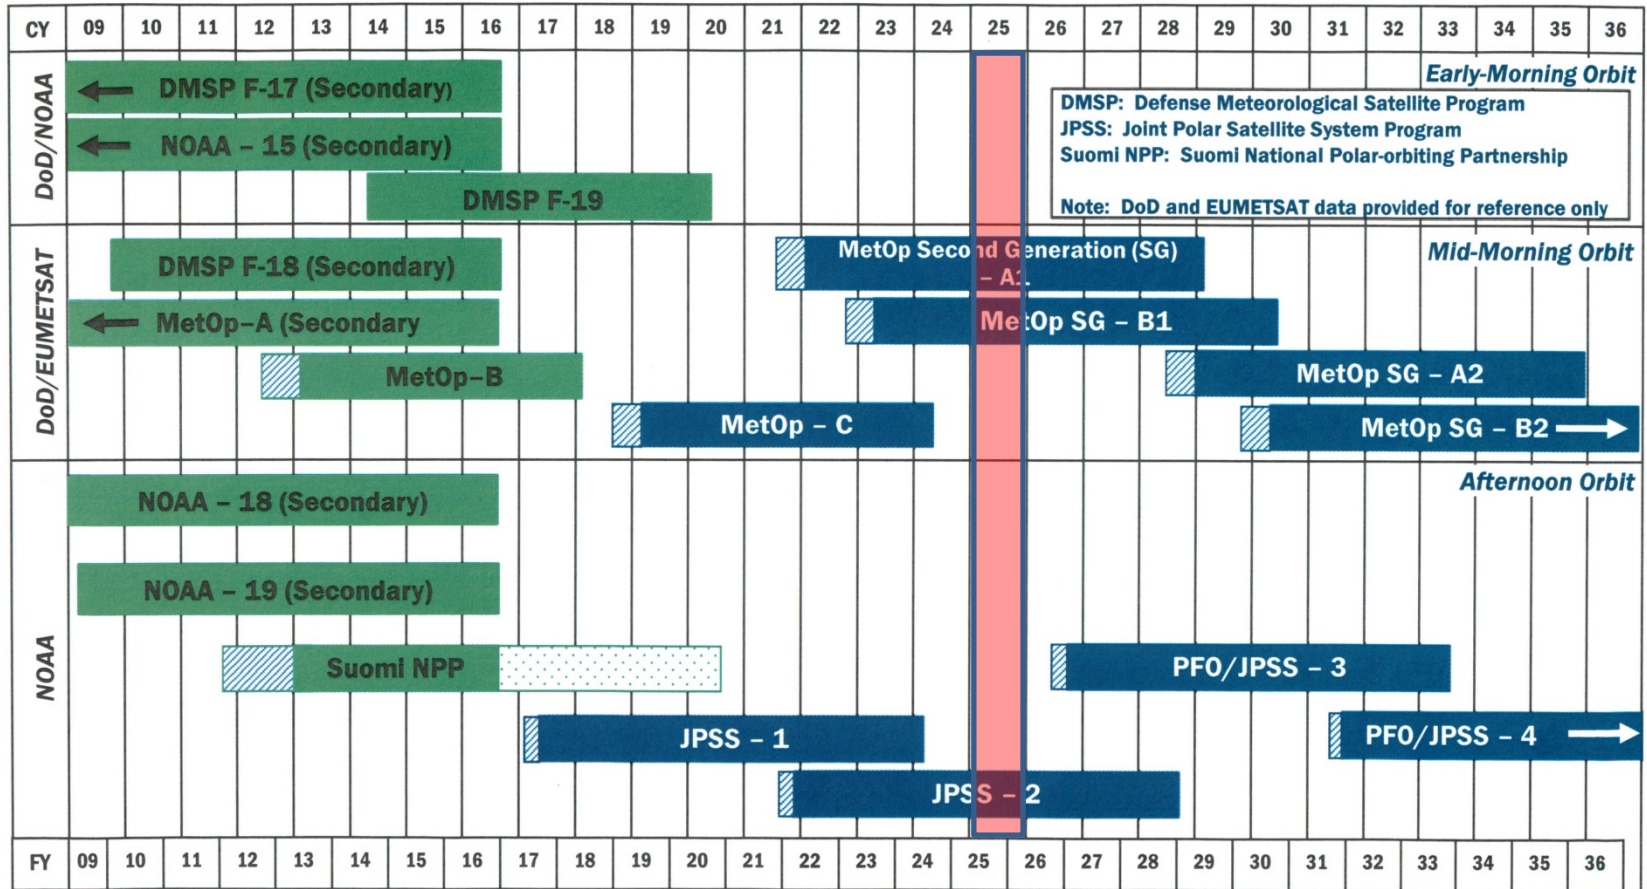 CY 09 10 11 12 13 14 15 16 17 18 19 20 21 22 23 24 25 26 27 28 29 30 31 32 33 34 35 36
DoD/NOAA
Early-Morning Orbit
DMSP F-17 (Secondary)
DMSP: Defense Meteorological Satellite Program
JPSS: Joint Polar Satellite System Program
Suomi NPP: Suomi National Polar-orbiting Partnership
Note: DoD and EUMETSAT data provided for reference only
NOAA – 15 (Secondary)
DMSP F-19
DoD/EUMETSAT
Mid-Morning Orbit
DMSP F-18 (Secondary)
MetOp Second Generation (SG)
– A1
MetOp–A (Secondary
MetOp SG – B1
MetOp–B
MetOp SG – A2
MetOp – C
MetOp SG – B2
NOAA
Afternoon Orbit
NOAA – 18 (Secondary)
NOAA – 19 (Secondary)
Suomi NPP
PFO/JPSS – 3
JPSS – 1
PFO/JPSS – 4
JPSS – 2
FY 09 10 11 12 13 14 15 16 17 18 19 20 21 22 23 24 25 26 27 28 29 30 31 32 33 34 35 36